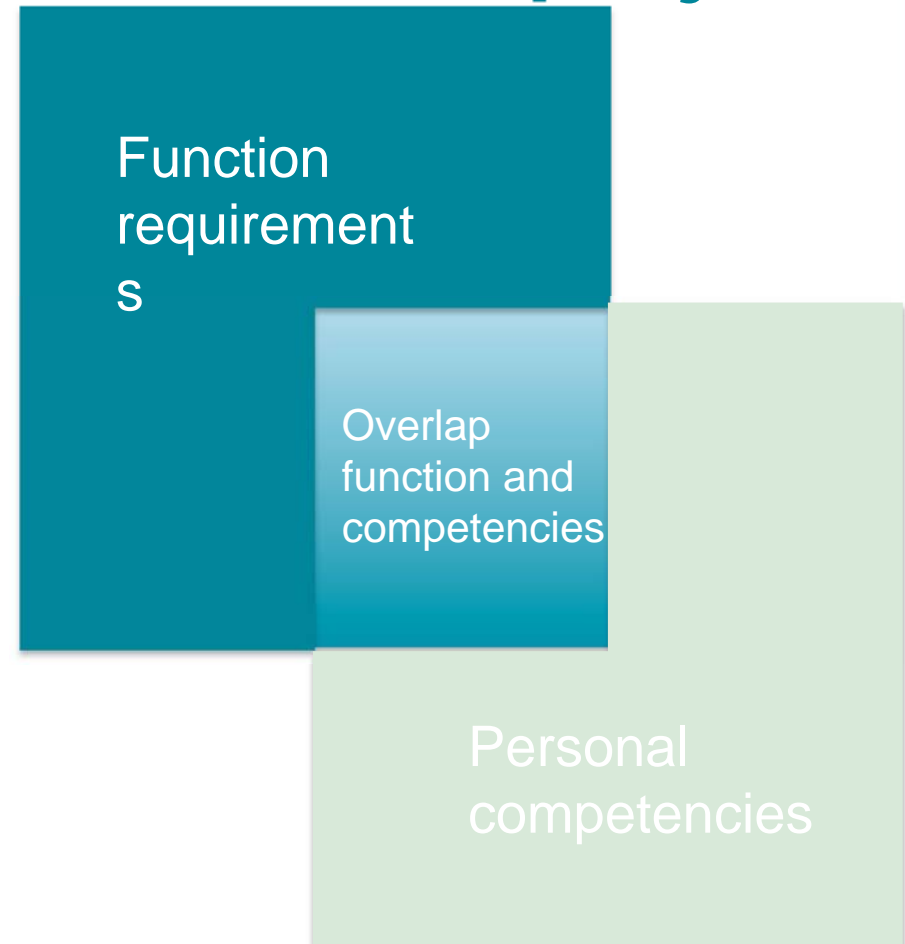 Function
requirement
s
Overlap
function and
competencies
Personal
competencies